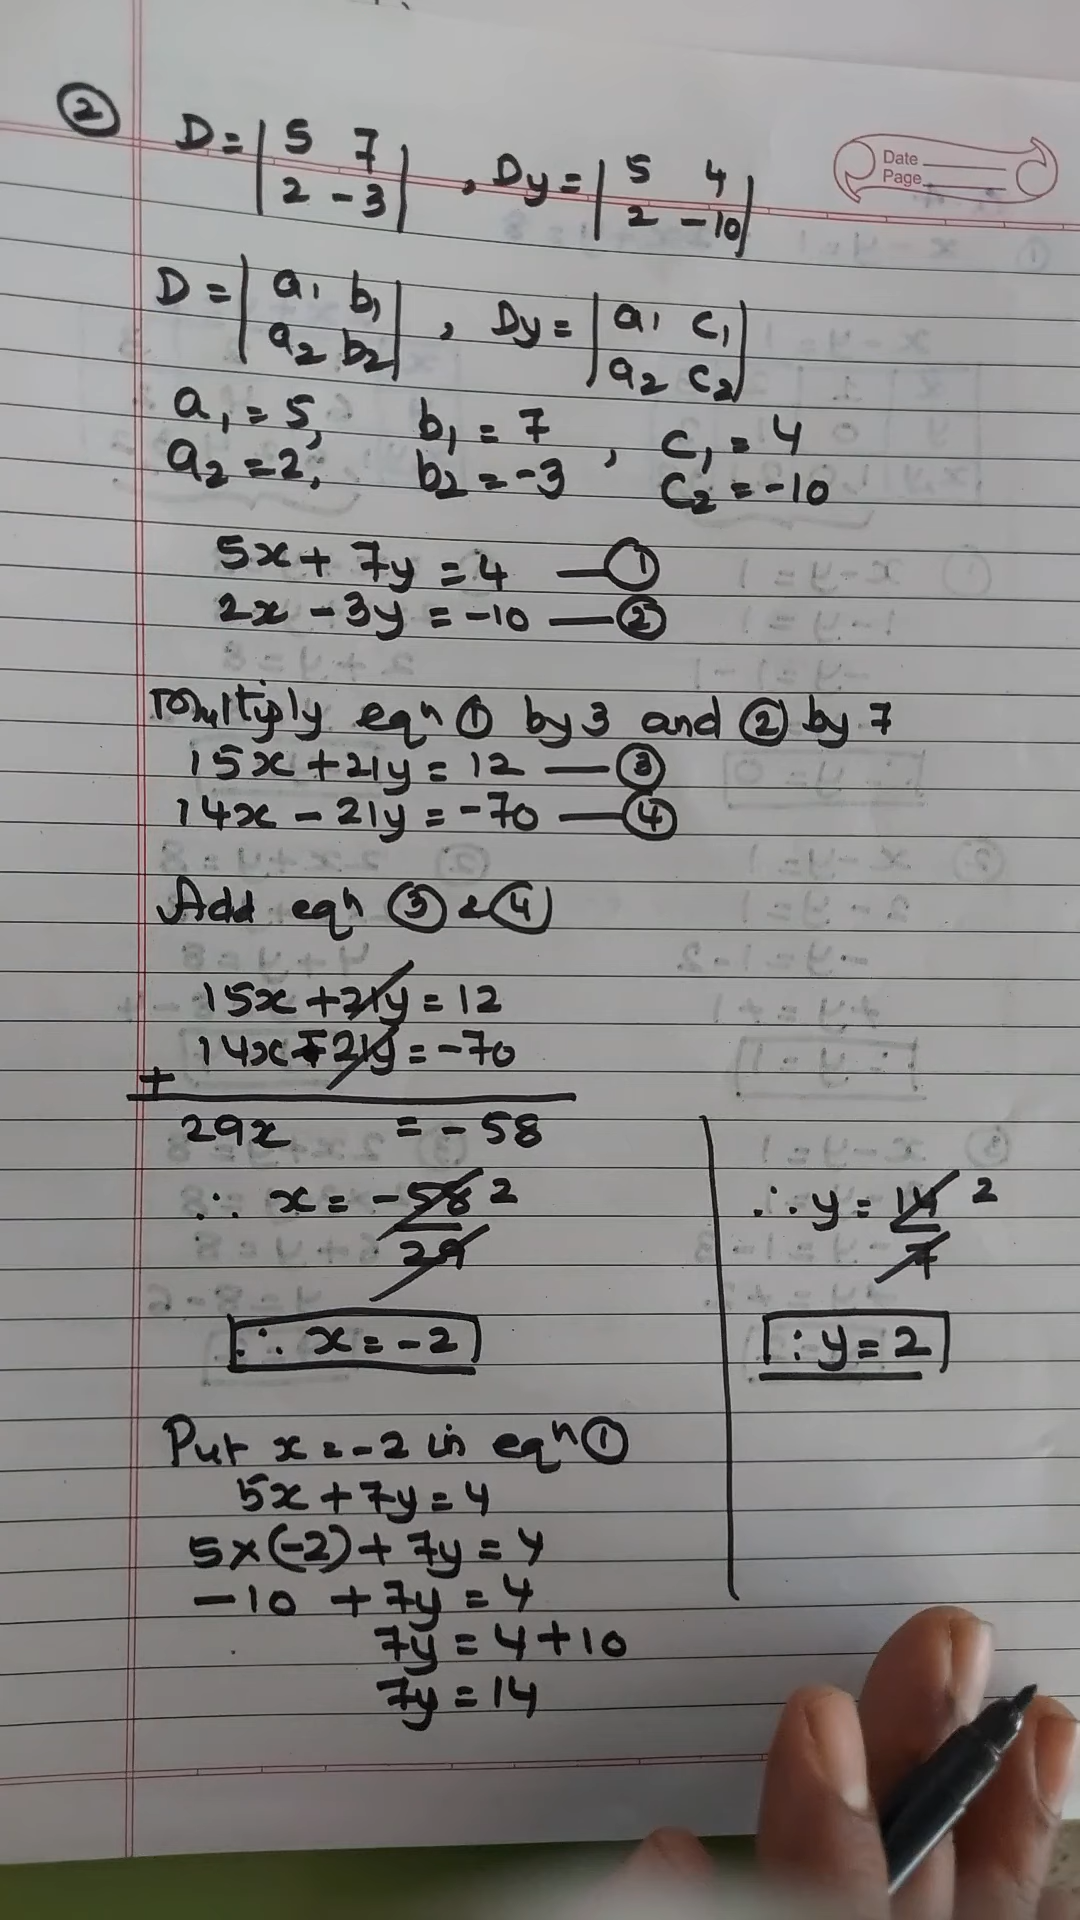 ②
D = | 5 7 | , Dy = | 5 4 |
    | 2 -3 |        | 2 -10 |
Date
Page
D = | a1 b1 | , Dy = | a1 c1 |
    | a2 b2 |        | a2 c2 |
a1 = 5, b1 = 7 , c1 = 4
a2 = 2, b2 = -3 c2 = -10
5x + 7y = 4 — ①
2x - 3y = -10 — ②
Multiply eqn ① by 3 and ② by 7
15x + 21y = 12 — ③
14x - 21y = -70 — ④
Add eqn ③ & ④
15x + 21y = 12
14x - 21y = -70
+
29x = -58
∴ x = -58 2
29
∴ x = -2
Put x = -2 in eqn ①
5x + 7y = 4
5×(-2) + 7y = 4
-10 + 7y = 4
7y = 4 + 10
7y = 14
∴ y = 14 2
7
∴ y = 2